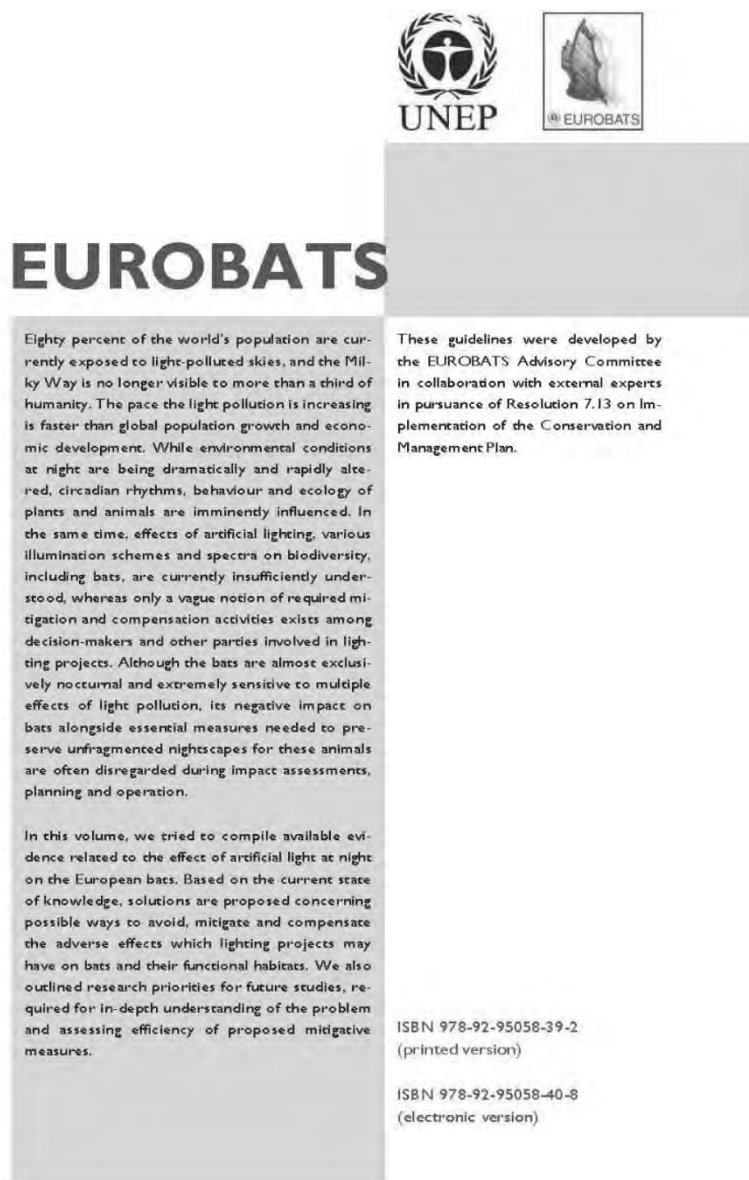 UNEP
EUROBATS
EUROBATS
Eighty percent of the world's population are cur-
rently exposed to light-polluted skies, and the Mil-
ky Way is no longer visible to more than a third of
humanity. The pace the light pollution is increasing
is faster than global population growth and econo-
mic development. While environmental conditions
at night are being dramatically and rapidly alte-
red, circadian rhythms, behaviour and ecology of
plants and animals are imminently influenced. In
the same time, effects of artificial lighting, various
illumination schemes and spectra on biodiversity,
including bats, are currently insufficiently under-
stood, whereas only a vague notion of required mi-
tigation and compensation activities exists among
decision-makers and other parties involved in ligh-
ting projects. Although the bats are almost exclusi-
vely nocturnal and extremely sensitive to multiple
effects of light pollution, its negative impact on
bats alongside essential measures needed to pre-
serve unfragmented nightscapes for these animals
are often disregarded during impact assessments,
planning and operation.
In this volume, we tried to compile available evi-
dence related to the effect of artificial light at night
on the European bats. Based on the current state
of knowledge, solutions are proposed concerning
possible ways to avoid, mitigate and compensate
the adverse effects which lighting projects may
have on bats and their functional habitats. We also
outlined research priorities for future studies, re-
quired for in-depth understanding of the problem
and assessing efficiency of proposed mitigative
measures.
These guidelines were developed by
the EUROBATS Advisory Committee
in collaboration with external experts
in pursuance of Resolution 7.13 on Im-
plementation of the Conservation and
Management Plan.
ISBN 978-92-95058-39-2
(printed version)
ISBN 978-92-95058-40-8
(electronic version)